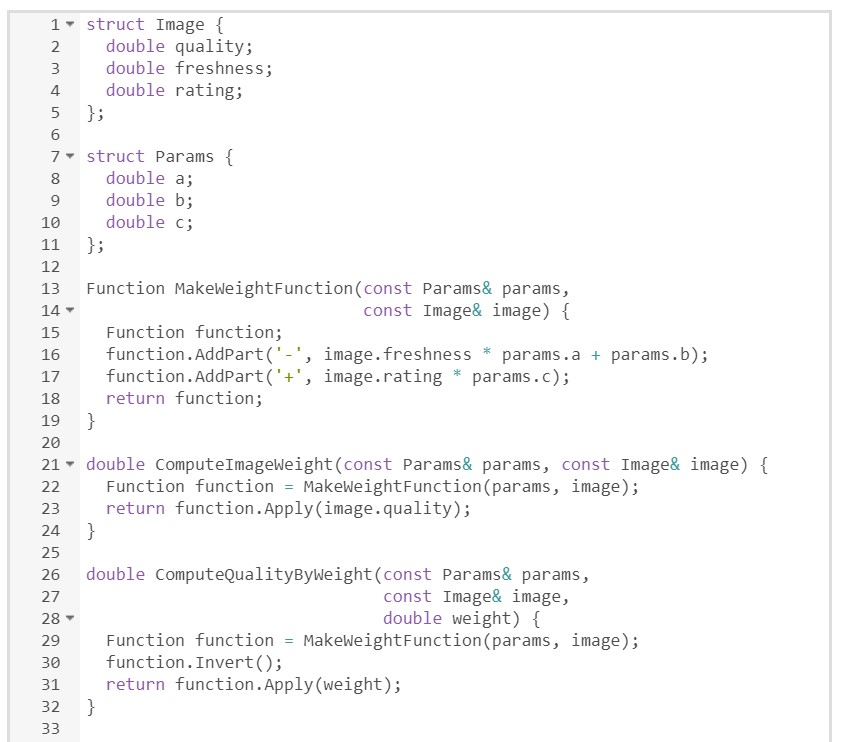 1 struct Image {
2   double quality;
3   double freshness;
4   double rating;
5 };
6
7 struct Params {
8   double a;
9   double b;
10   double c;
11 };
12
13 Function MakeWeightFunction(const Params& params,
14                             const Image& image) {
15   Function function;
16   function.AddPart('-', image.freshness * params.a + params.b);
17   function.AddPart('+', image.rating * params.c);
18   return function;
19 }
20
21 double ComputeImageWeight(const Params& params, const Image& image) {
22   Function function = MakeWeightFunction(params, image);
23   return function.Apply(image.quality);
24 }
25
26 double ComputeQualityByWeight(const Params& params,
27                               const Image& image,
28                               double weight) {
29   Function function = MakeWeightFunction(params, image);
30   function.Invert();
31   return function.Apply(weight);
32 }
33